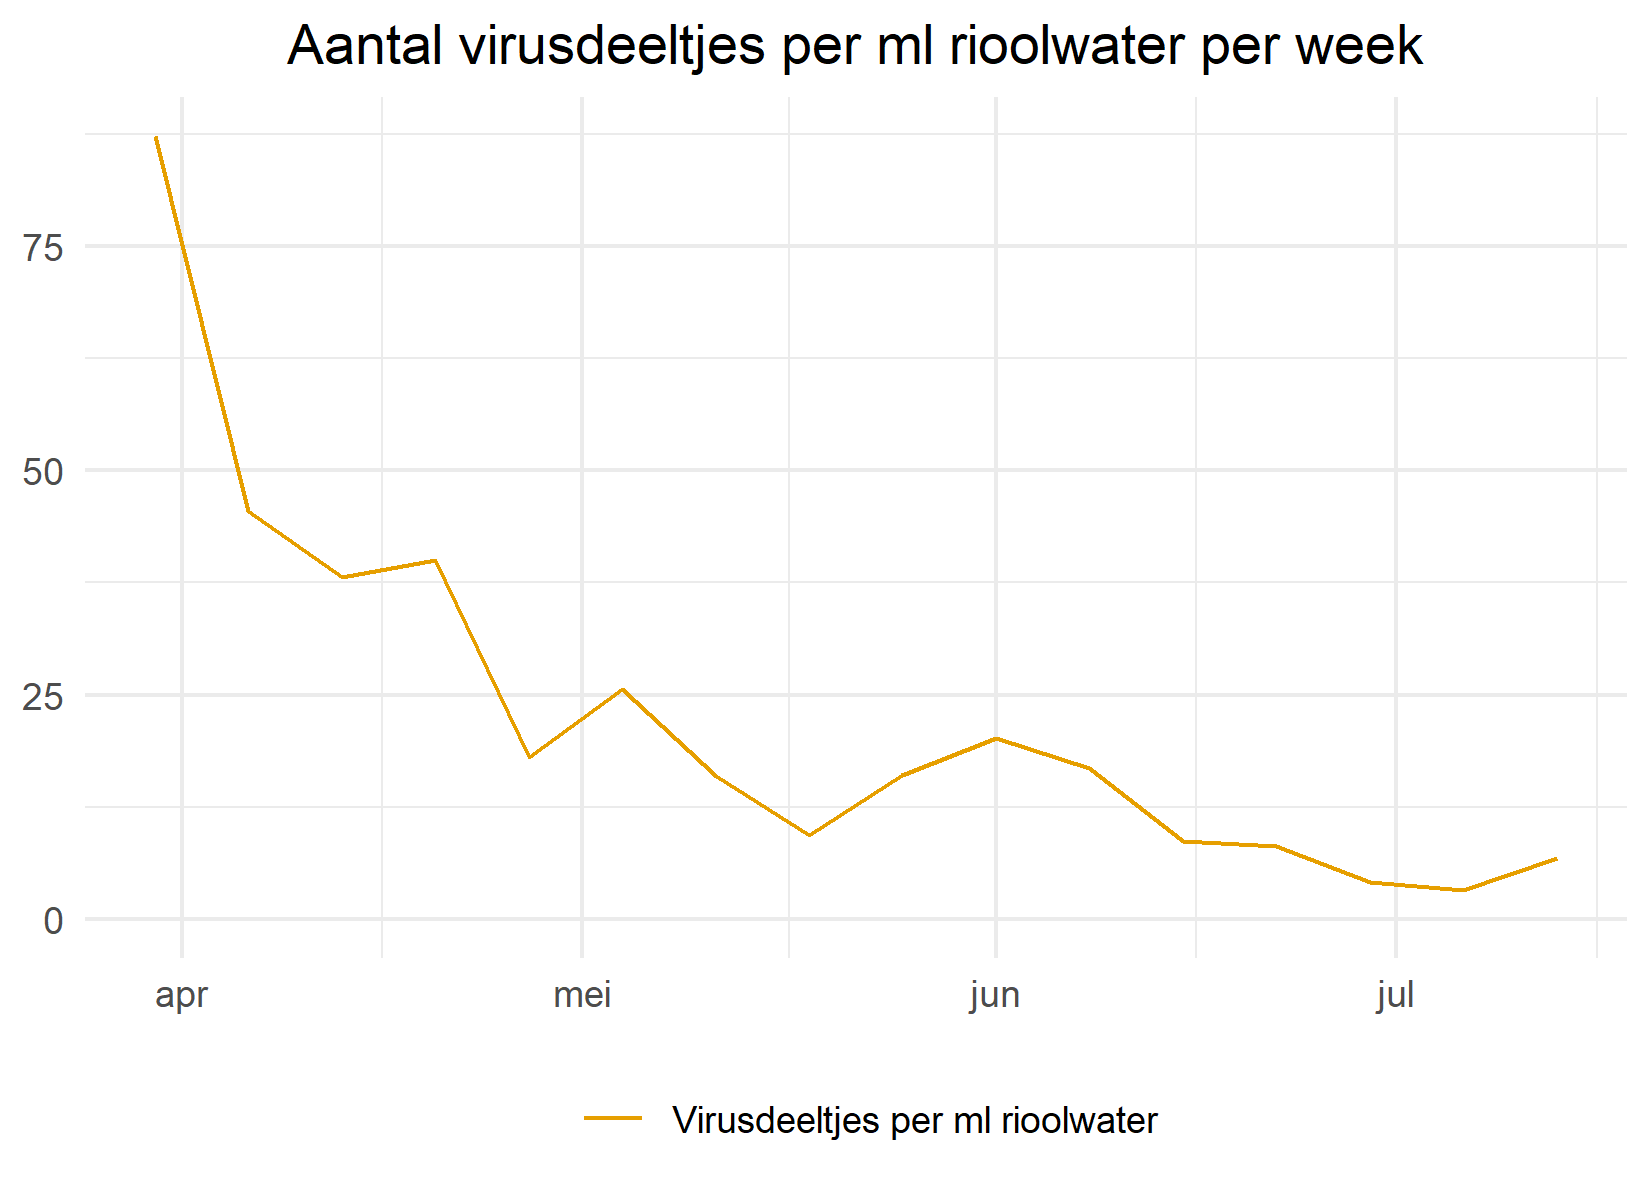 Aantal virusdeeltjes per ml rioolwater per week
75
50
25
0
apr mei jun jul
Virusdeeltjes per ml rioolwater